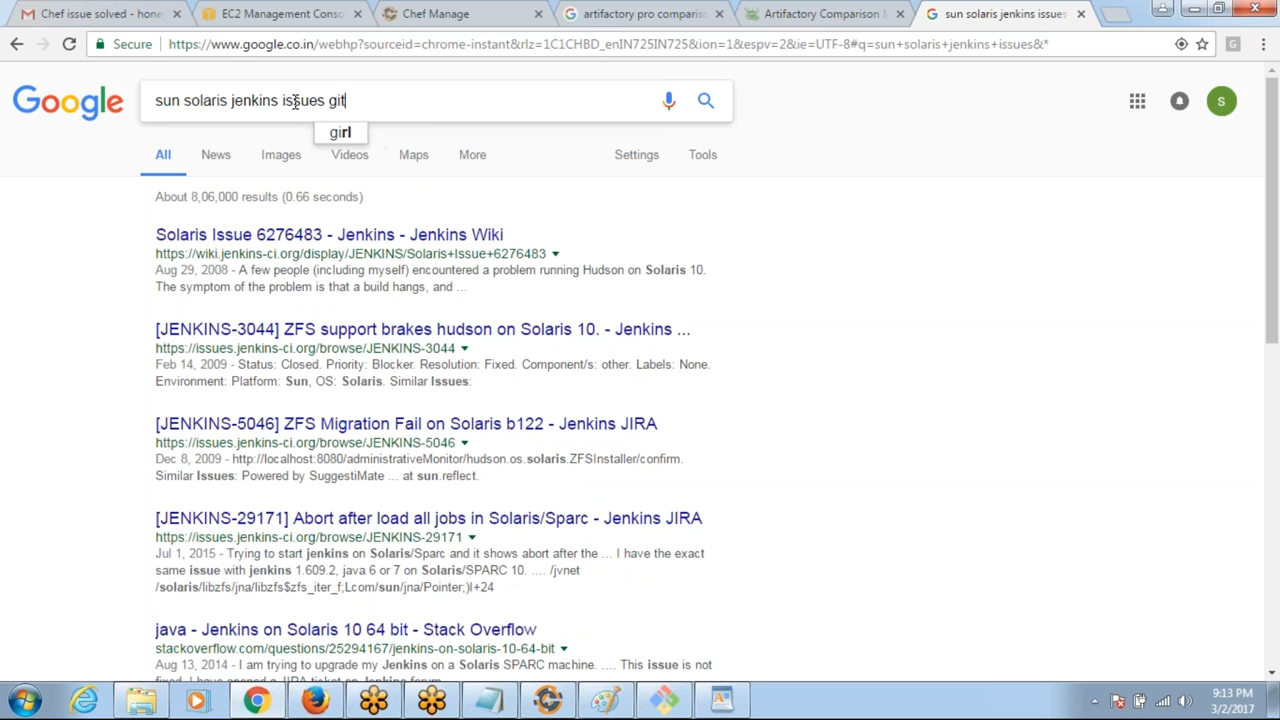 Chef issue solved - hone
EC2 Management Conso
Chef Manage
artifactory pro comparis
Artifactory Comparison M
sun solaris jenkins issues
Secure
https://www.google.co.in/webhp?sourceid=chrome-instant&rlz=1C1CHBD_enIN725IN725&ion=1&espv=2&ie=UTF-8#q=sun+solaris+jenkins+issues&*
Google
sun solaris jenkins issues git
S
girl
All News Images Videos Maps More Settings Tools
About 8,06,000 results (0.66 seconds)
Solaris Issue 6276483 - Jenkins - Jenkins Wiki
https://wiki.jenkins-ci.org/display/JENKINS/Solaris+Issue+6276483
Aug 29, 2008 - A few people (including myself) encountered a problem running Hudson on Solaris 10.
The symptom of the problem is that a build hangs, and ...
[JENKINS-3044] ZFS support brakes hudson on Solaris 10. - Jenkins ...
https://issues.jenkins-ci.org/browse/JENKINS-3044
Feb 14, 2009 - Status: Closed. Priority: Blocker. Resolution: Fixed. Component/s: other. Labels: None.
Environment: Platform: Sun, OS: Solaris. Similar Issues:
[JENKINS-5046] ZFS Migration Fail on Solaris b122 - Jenkins JIRA
https://issues.jenkins-ci.org/browse/JENKINS-5046
Dec 8, 2009 - http://localhost:8080/administrativeMonitor/hudson.os.solaris.ZFSInstaller/confirm.
Similar Issues: Powered by SuggestiMate ... at sun.reflect.
[JENKINS-29171] Abort after load all jobs in Solaris/Sparc - Jenkins JIRA
https://issues.jenkins-ci.org/browse/JENKINS-29171
Jul 1, 2015 - Trying to start jenkins on Solaris/Sparc and it shows abort after the ... I have the exact
same issue with jenkins 1.609.2, java 6 or 7 on Solaris/SPARC 10. .... /jvnet
/solaris/libzfs/jna/libzfs$zfs_iter_f;Lcom/sun/jna/Pointer;)I+24
java - Jenkins on Solaris 10 64 bit - Stack Overflow
stackoverflow.com/questions/25294167/jenkins-on-solaris-10-64-bit
Aug 13, 2014 - I am trying to upgrade my Jenkins on a Solaris SPARC machine. .... This issue is not
fixed. I have opened a JIRA ticket on Jenkins forum.
9:13 PM
3/2/2017